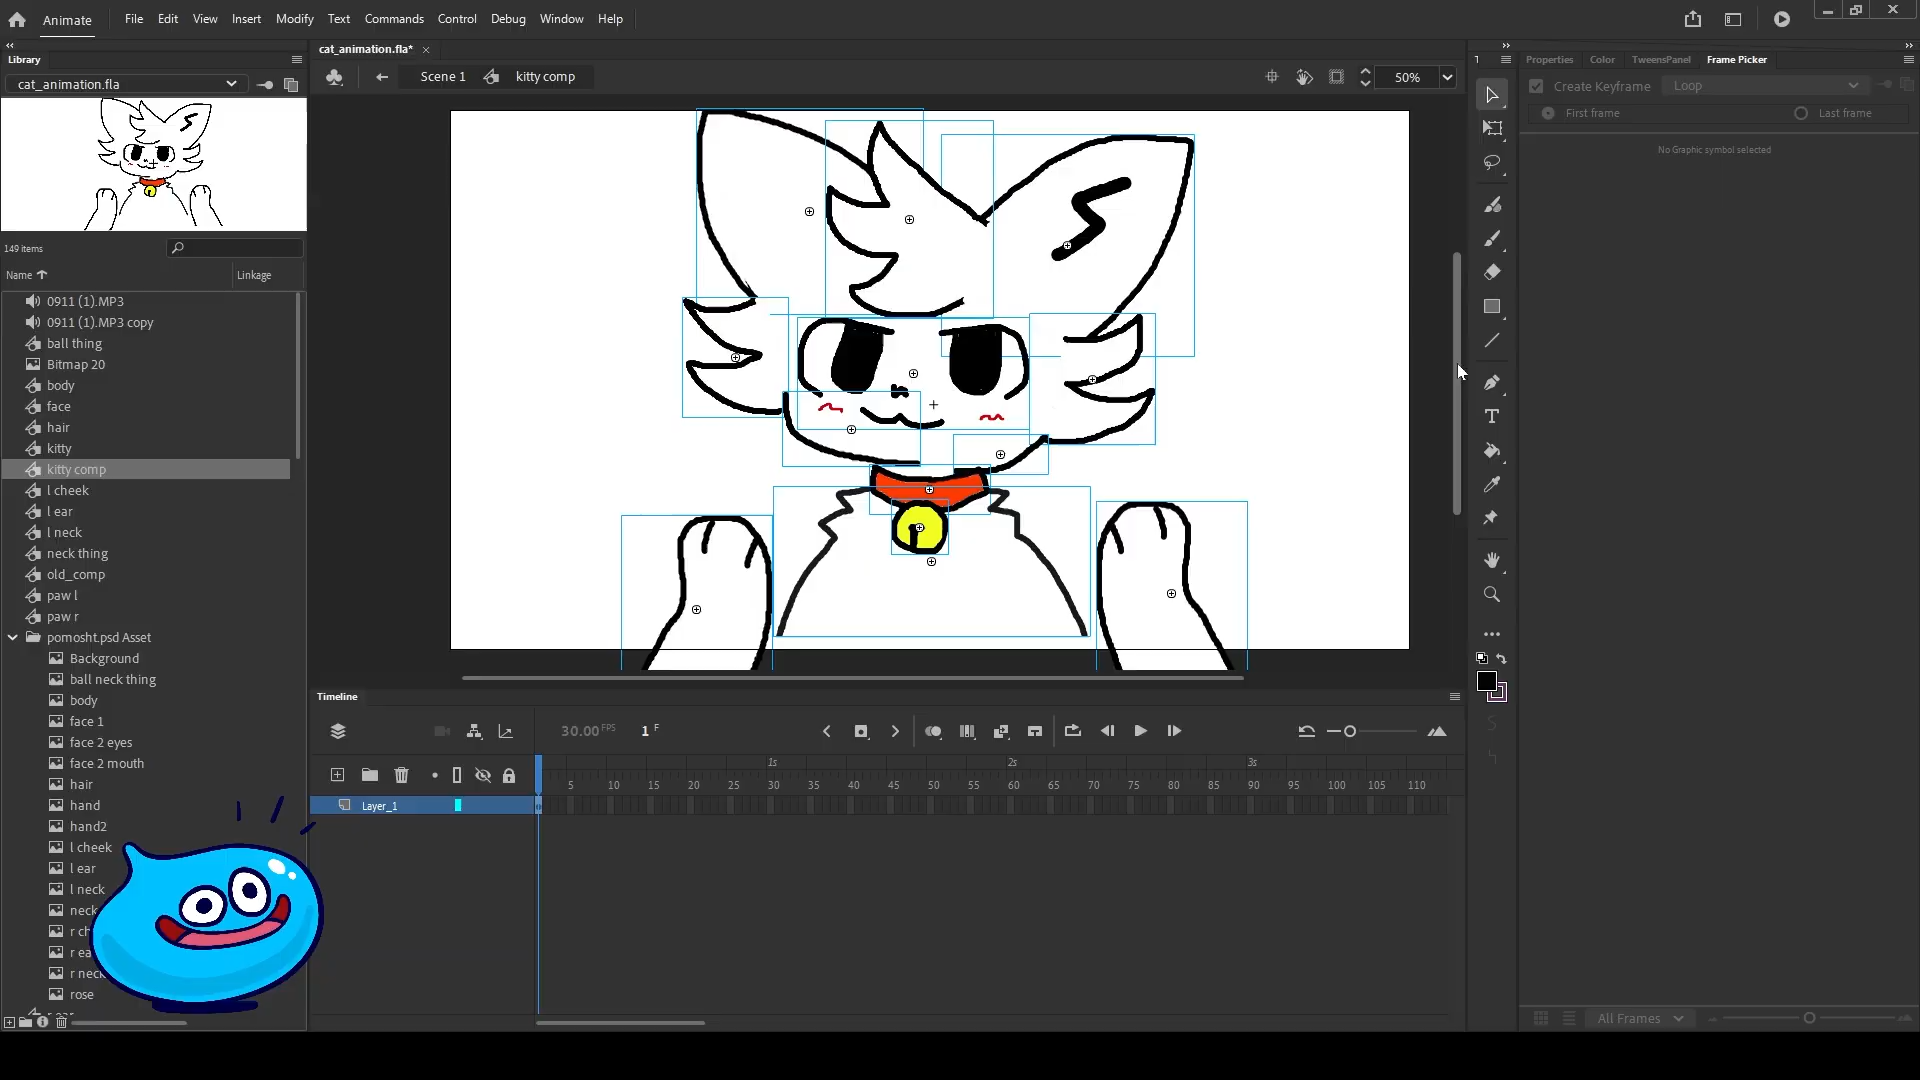 Animate File Edit View Insert Modify Text Commands Control Debug Window Help
Library
cat_animation.fla
149 items
Name Linkage
0911 (1).MP3
0911 (1).MP3 copy
ball thing
Bitmap 20
body
face
hair
kitty
kitty comp
l cheek
l ear
l neck
neck thing
old_comp
paw l
paw r
pomosht.psd Asset
Background
ball neck thing
body
face 1
face 2 eyes
face 2 mouth
hair
hand
hand2
l cheek
l ear
l neck
neck
r ch
r ea
r neck
rose
cat_animation.fla*
Scene 1 kitty comp 50%
Timeline
30.00 FPS 1 F
1s 2s 3s
5 10 15 20 25 30 35 40 45 50 55 60 65 70 75 80 85 90 95 100 105 110
Layer_1
T
Properties Color TweensPanel Frame Picker
Create Keyframe Loop
First frame Last frame
No Graphic symbol selected
All Frames